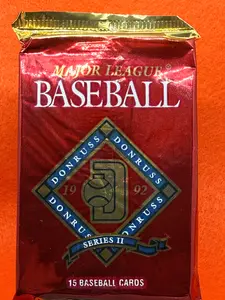 MAJOR LEAGUE®
BASEBALL
DONRUSS
DONRUSS
19 92
DONRUSS
DONRUSS
SERIES II
15 BASEBALL CARDS